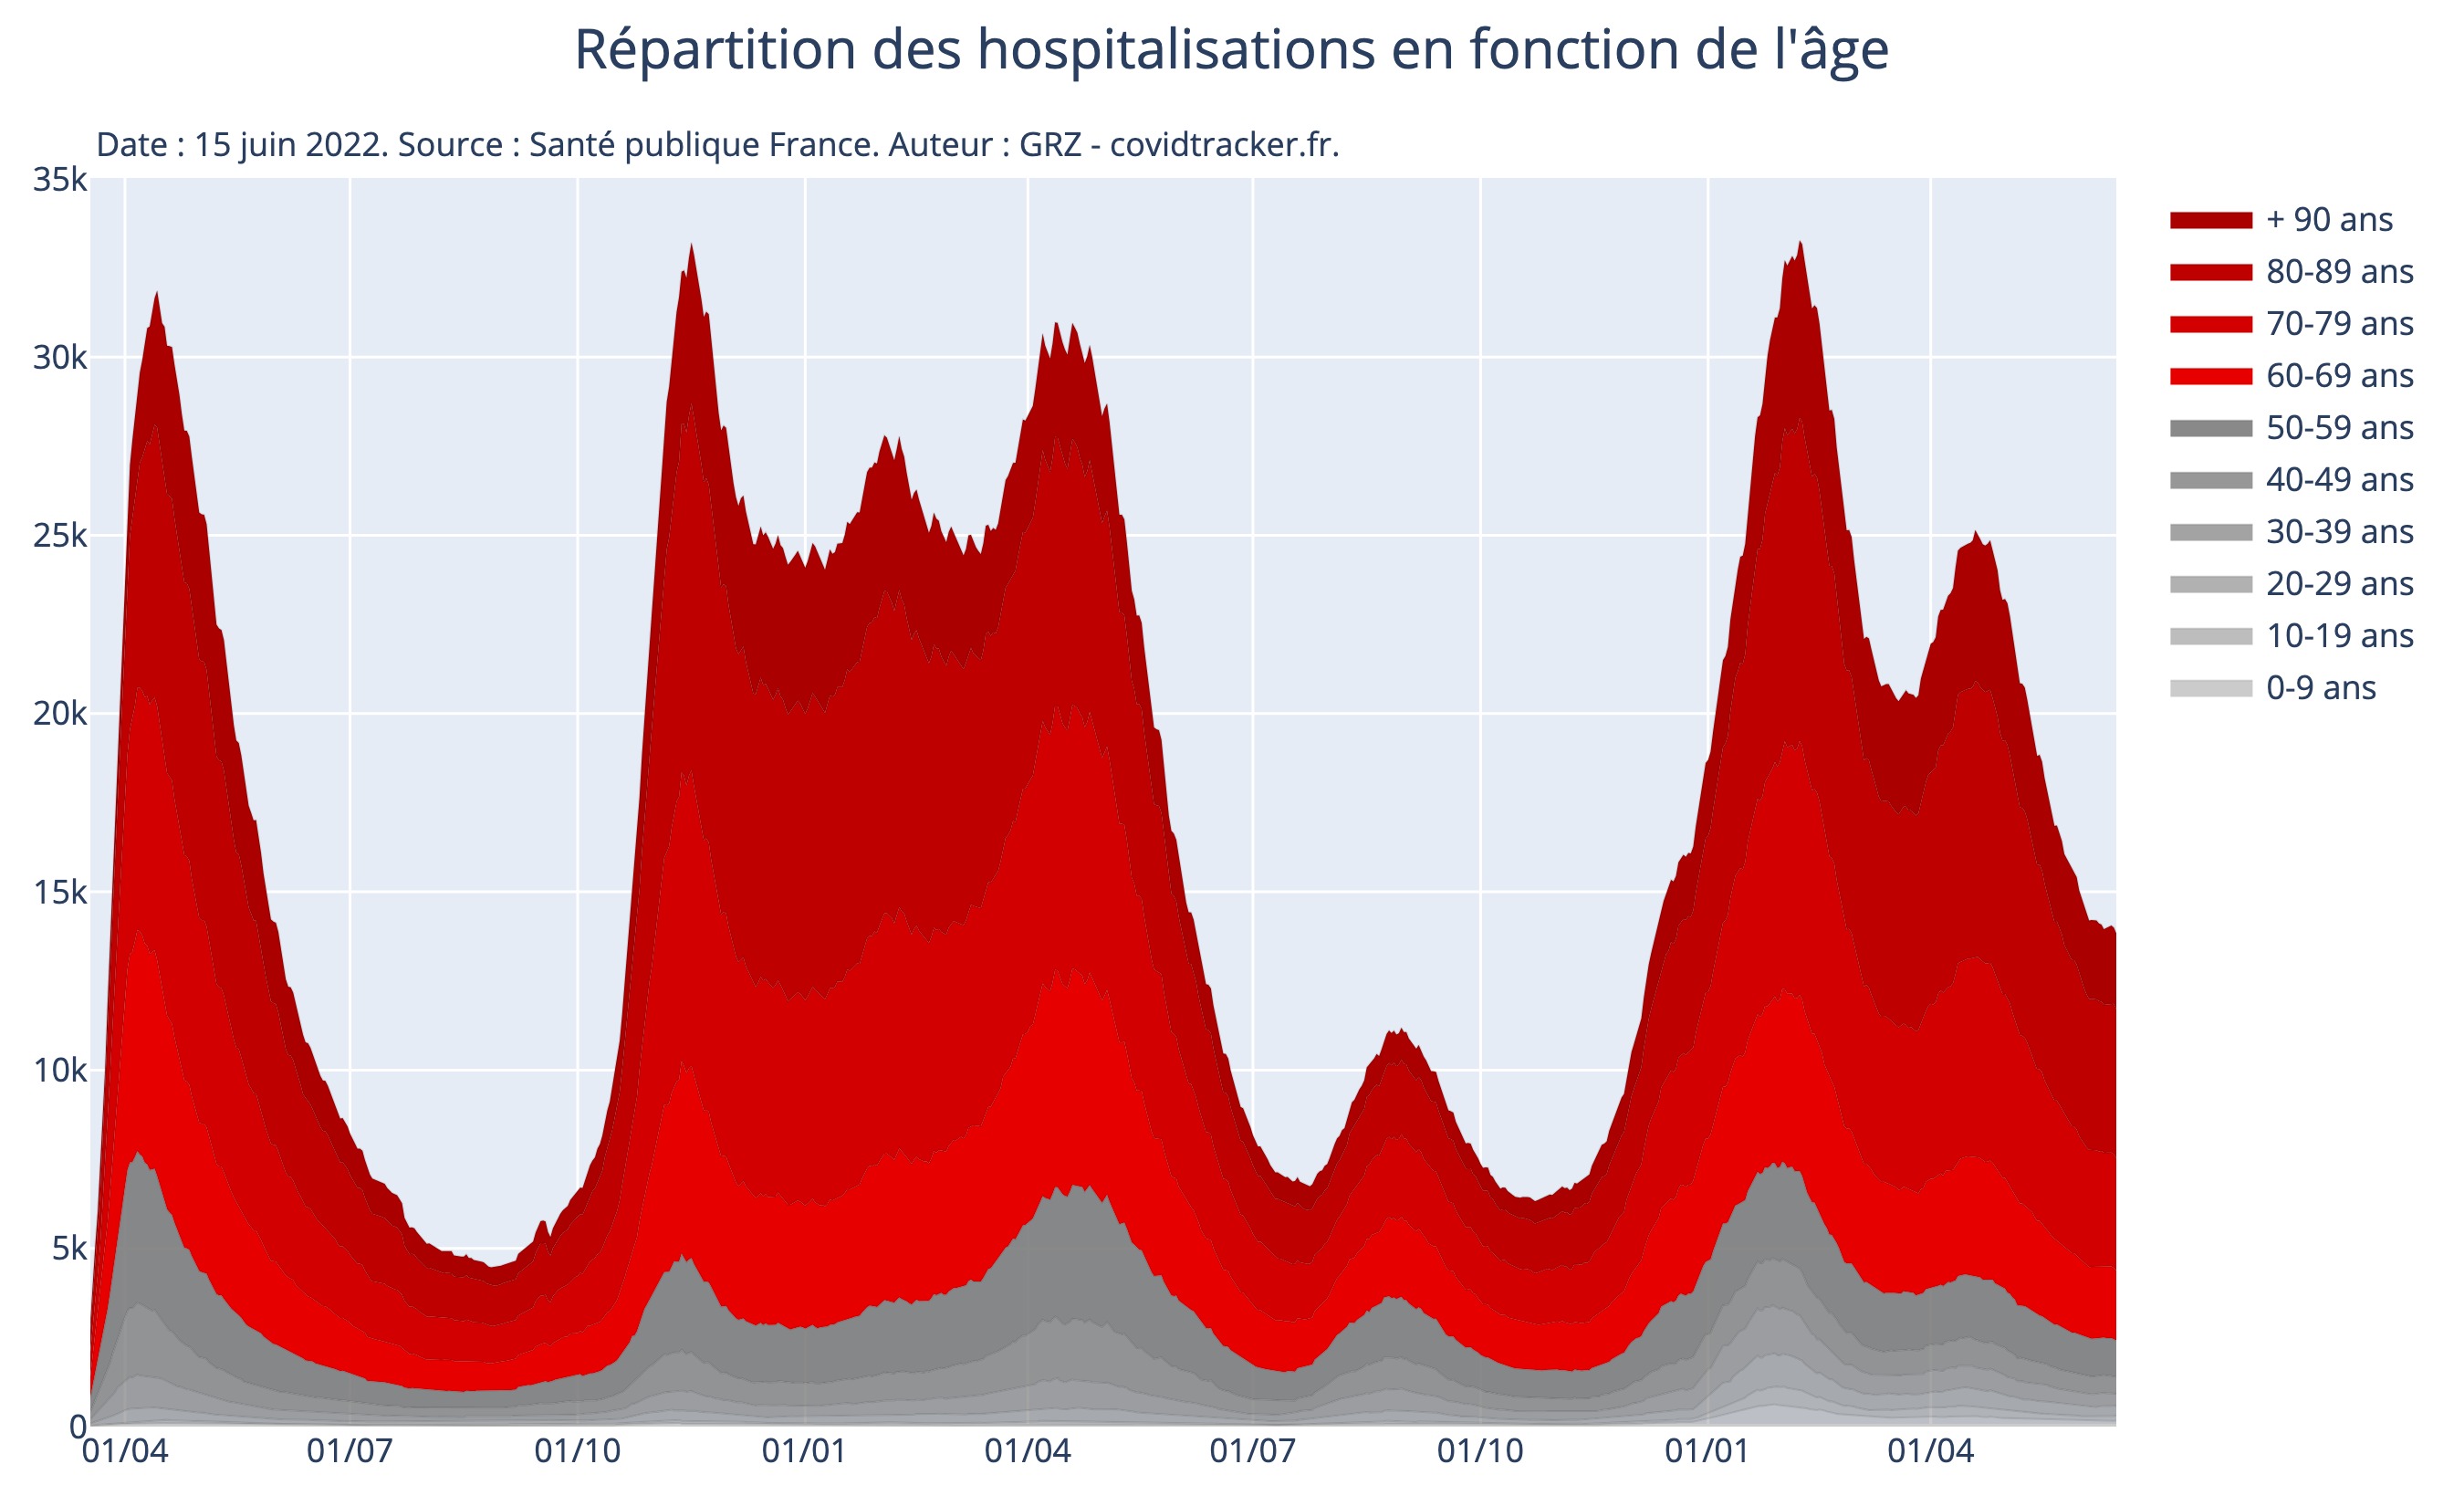 Répartition des hospitalisations en fonction de l'âge
Date : 15 juin 2022. Source : Santé publique France. Auteur : GRZ - covidtracker.fr.
35k
30k
25k
20k
15k
10k
5k
0
01/04
01/07
01/10
01/01
01/04
01/07
01/10
01/01
01/04
+ 90 ans
80-89 ans
70-79 ans
60-69 ans
50-59 ans
40-49 ans
30-39 ans
20-29 ans
10-19 ans
0-9 ans